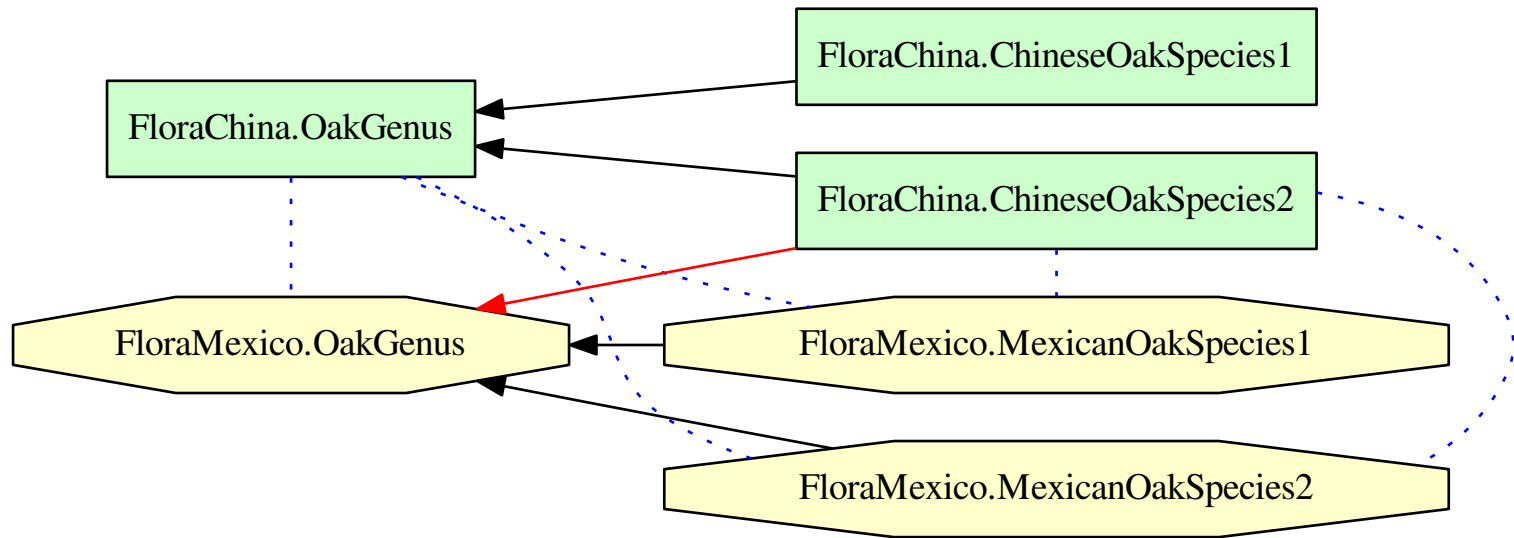 FloraChina.ChineseOakSpecies1
FloraChina.OakGenus
FloraChina.ChineseOakSpecies2
FloraMexico.OakGenus
FloraMexico.MexicanOakSpecies1
FloraMexico.MexicanOakSpecies2